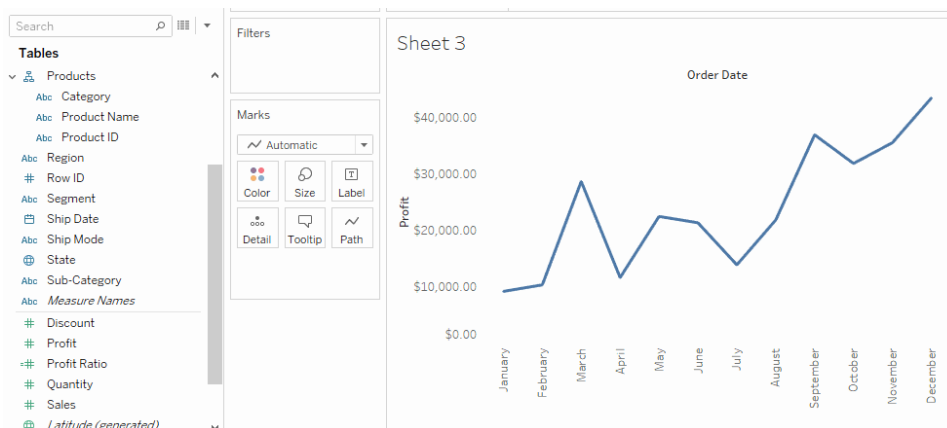 Search
Tables
Products
Abc Category
Abc Product Name
Abc Product ID
Abc Region
# Row ID
Abc Segment
Ship Date
Abc Ship Mode
State
Abc Sub-Category
Abc Measure Names
# Discount
# Profit
=# Profit Ratio
# Quantity
# Sales
Latitude (generated)
Filters
Marks
Automatic
Color Size Label
Detail Tooltip Path
Sheet 3
Order Date
Profit
$40,000.00
$30,000.00
$20,000.00
$10,000.00
$0.00
January
February
March
April
May
June
July
August
September
October
November
December